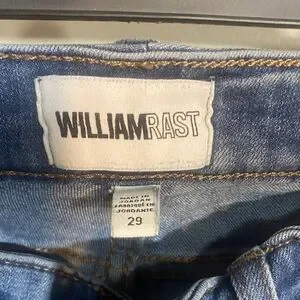 WILLIAMRAST
MADE IN
JORDAN
FABRIQUÉ EN
JORDANIE
29